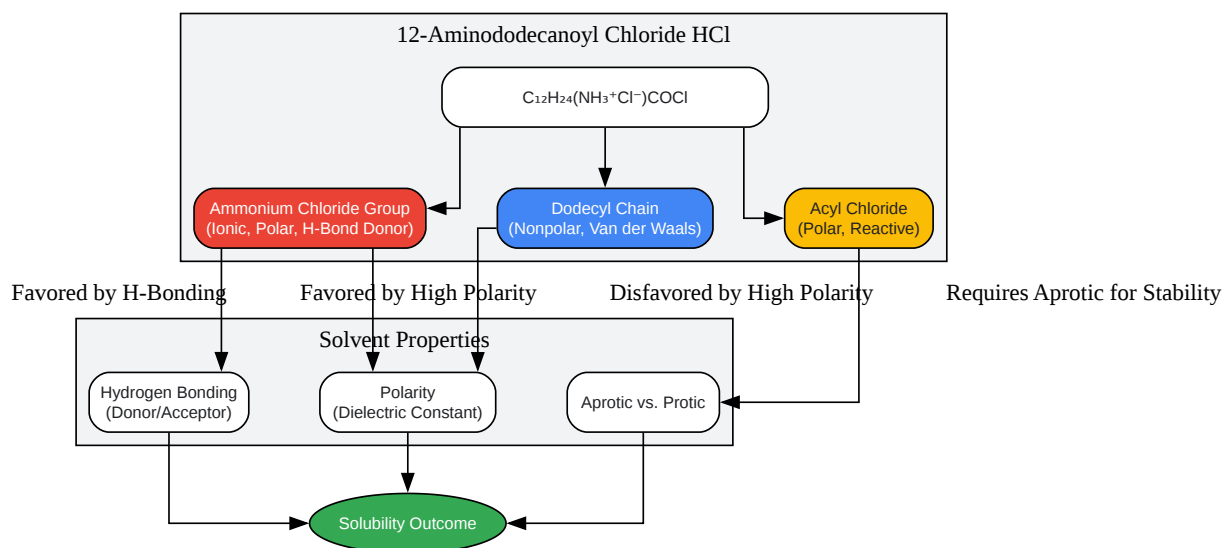 12-Aminododecanoyl Chloride HCl
C₁₂H₂₄(NH₃⁺Cl⁻)COCl
Ammonium Chloride Group
(Ionic, Polar, H-Bond Donor)
Dodecyl Chain
(Nonpolar, Van der Waals)
Acyl Chloride
(Polar, Reactive)
Favored by H-Bonding
Favored by High Polarity
Disfavored by High Polarity
Requires Aprotic for Stability
Solvent Properties
Hydrogen Bonding
(Donor/Acceptor)
Polarity
(Dielectric Constant)
Aprotic vs. Protic
Solubility Outcome